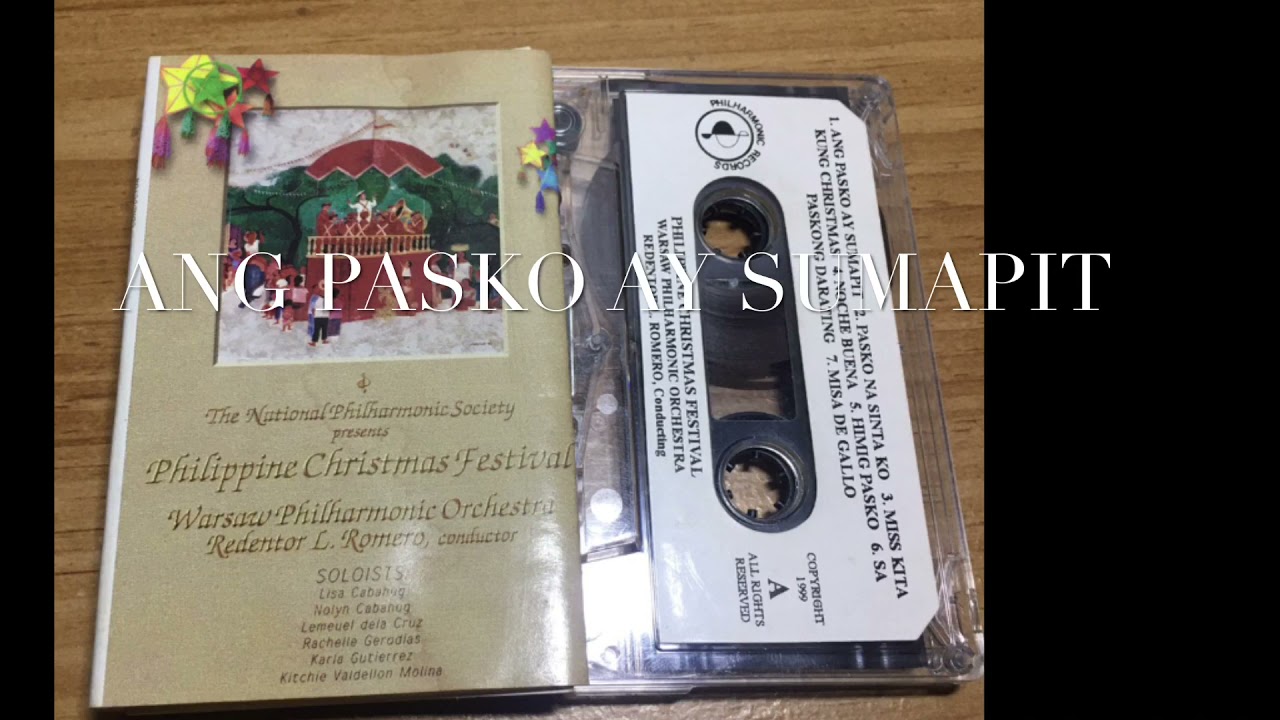 ANG PASKO AY SUMAPIT
The National Philharmonic Society
presents
Philippine Christmas Festival
Warsaw Philharmonic Orchestra
Redentor L. Romero, conductor
SOLOISTS:
Lisa Cabahug
Nolyn Cabahug
Lemeuel dela Cruz
Rachelle Gerodias
Karla Gutierrez
Kitchie Valdellon Molina
PHILHARMONIC RECORDS
1. ANG PASKO AY SUMAPIT 2. PASKO NA SINTA KO 3. MISS KITA
KUNG CHRISTMAS 4. NOCHE BUENA 5. HIMIG PASKO 6. SA
PASKONG DARATING 7. MISA DE GALLO
PHILIPPINE CHRISTMAS FESTIVAL
WARSAW PHILHARMONIC ORCHESTRA
REDENTOR L. ROMERO, Conducting
COPYRIGHT
1999
A
ALL RIGHTS
RESERVED